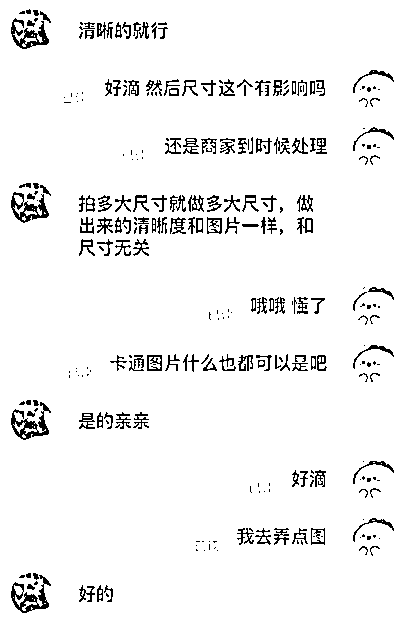 清晰的就行
好滴 然后尺寸这个有影响吗
还是商家到时候处理
拍多大尺寸就做多大尺寸，做
出来的清晰度和图片一样，和
尺寸无关
哦哦 懂了
卡通图片什么也都可以是吧
是的亲亲
好滴
我去弄点图
好的